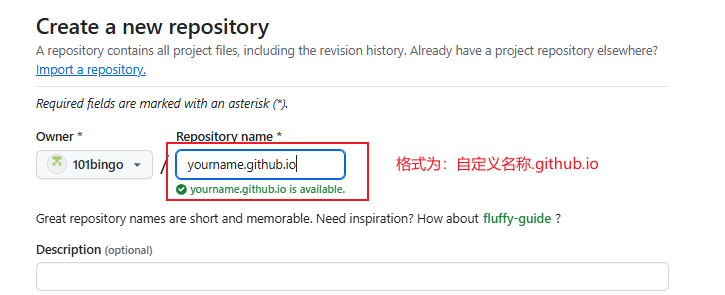 Create a new repository
A repository contains all project files, including the revision history. Already have a project repository elsewhere?
Import a repository.
Required fields are marked with an asterisk (*).
Owner *
Repository name *
101bingo
/
yourname.github.io
格式为：自定义名称.github.io
yourname.github.io is available.
Great repository names are short and memorable. Need inspiration? How about fluffy-guide ?
Description (optional)